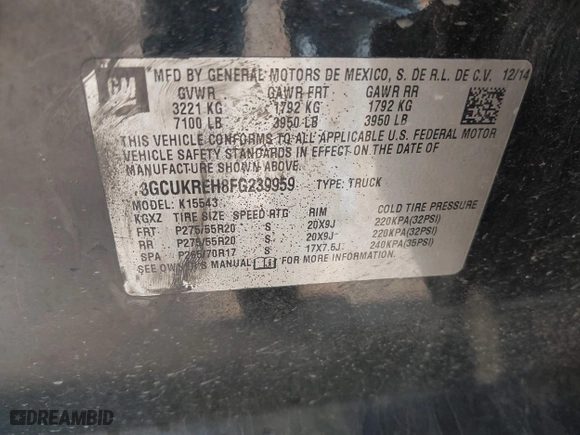 GM
MFD BY GENERAL MOTORS DE MEXICO, S. DE R.L. DE C.V. 12/14
GVWR GAWR FRT GAWR RR
3221 KG 1792 KG 1792 KG
7100 LB 3950 LB 3950 LB
THIS VEHICLE CONFORMS TO ALL APPLICABLE U.S. FEDERAL MOTOR
VEHICLE SAFETY STANDARDS IN EFFECT ON THE DATE OF
MANUFACTURE SHOWN ABOVE.
3GCUKREH8FG239959 TYPE: TRUCK
MODEL: K15543
KGXZ TIRE SIZE SPEED RTG RIM COLD TIRE PRESSURE
FRT P275/55R20 S 20X9J 220KPA(32PSI)
RR P275/55R20 S 20X9J 220KPA(32PSI)
SPA P265/70R17 S 17X7.5J 240KPA(35PSI)
SEE OWNER'S MANUAL
DREAMBID